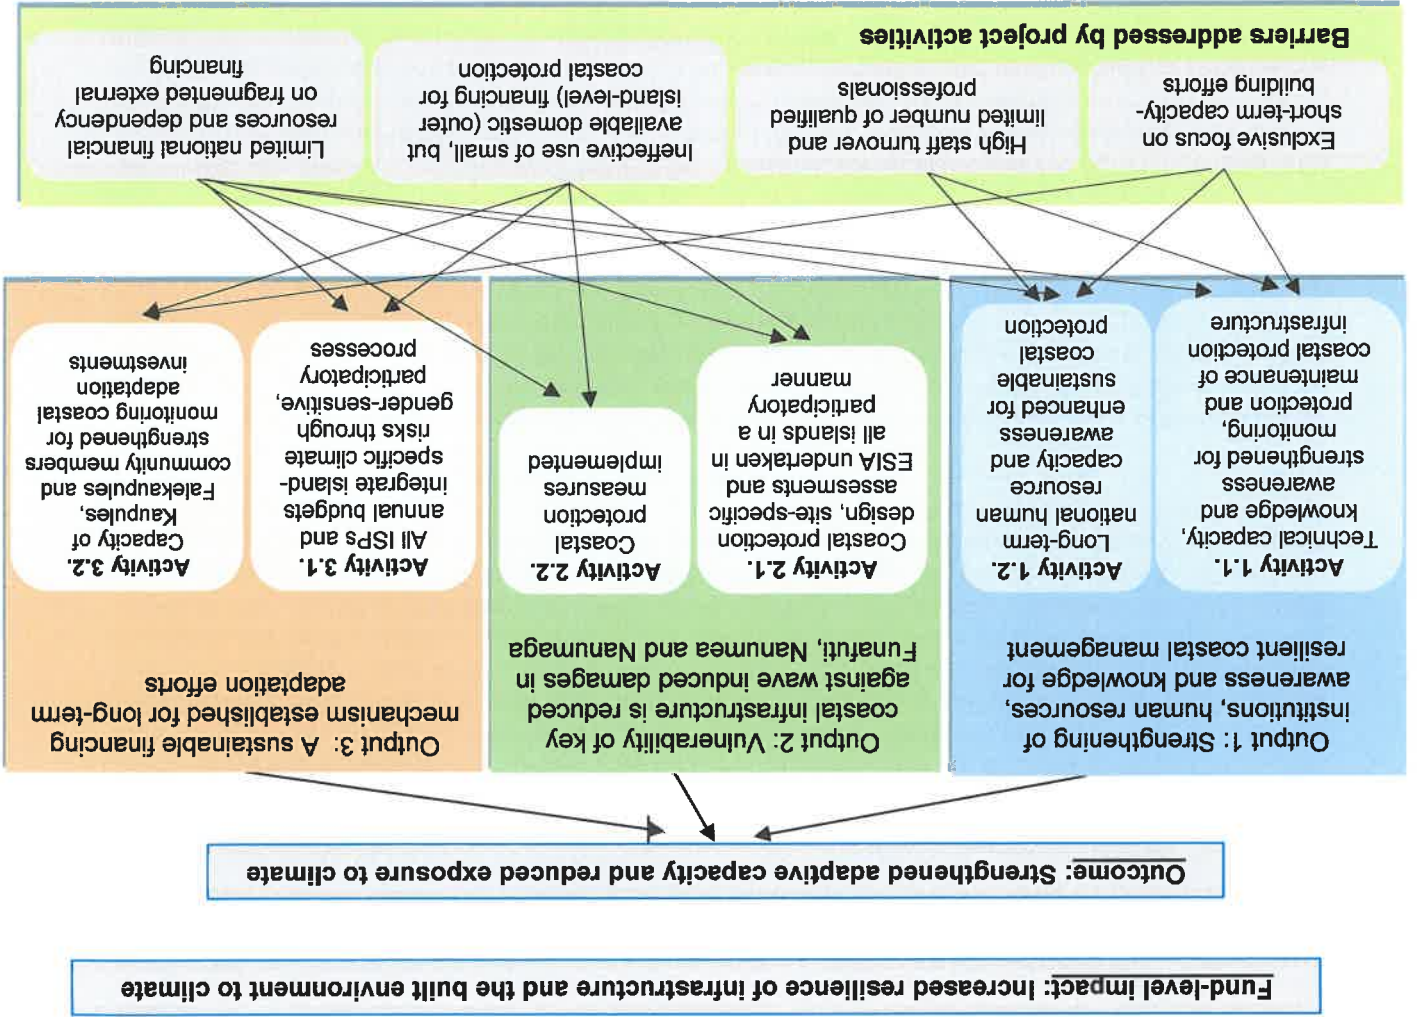 Fund-level impact: Increased resilience of infrastructure and the built environment to climate
Outcome: Strengthened adaptive capacity and reduced exposure to climate
Output 1: Strengthening of
institutions, human resources,
awareness and knowledge for
resilient coastal management
Activity 1.1.
Technical capacity,
knowledge and
awareness
strengthened for
monitoring,
protection and
maintenance of
coastal protection
infrastructure
Activity 1.2.
Long-term
national human
resource
capacity and
awareness
enhanced for
sustainable
coastal
protection
Output 2: Vulnerability of key
coastal infrastructure is reduced
against wave induced damages in
Funafuti, Nanumea and Nanumaga
Activity 2.1.
Coastal protection
design, site-specific
assesments and
ESIA undertaken in
all islands in a
participatory
manner
Activity 2.2.
Coastal
protection
measures
implemented
Output 3: A sustainable financing
mechanism established for long-term
adaptation efforts
Activity 3.1.
All ISPs and
annual budgets
integrate island-
specific climate
risks through
gender-sensitive,
participatory
processes
Activity 3.2.
Capacity of
Kaupules,
Falekaupules and
community members
strengthened for
monitoring coastal
adaptation
investments
Exclusive focus on
short-term capacity-
building efforts
High staff turnover and
limited number of qualified
professionals
Ineffective use of small, but
available domestic (outer
island-level) financing for
coastal protection
Limited national financial
resources and dependency
on fragmented external
financing
Barriers addressed by project activities